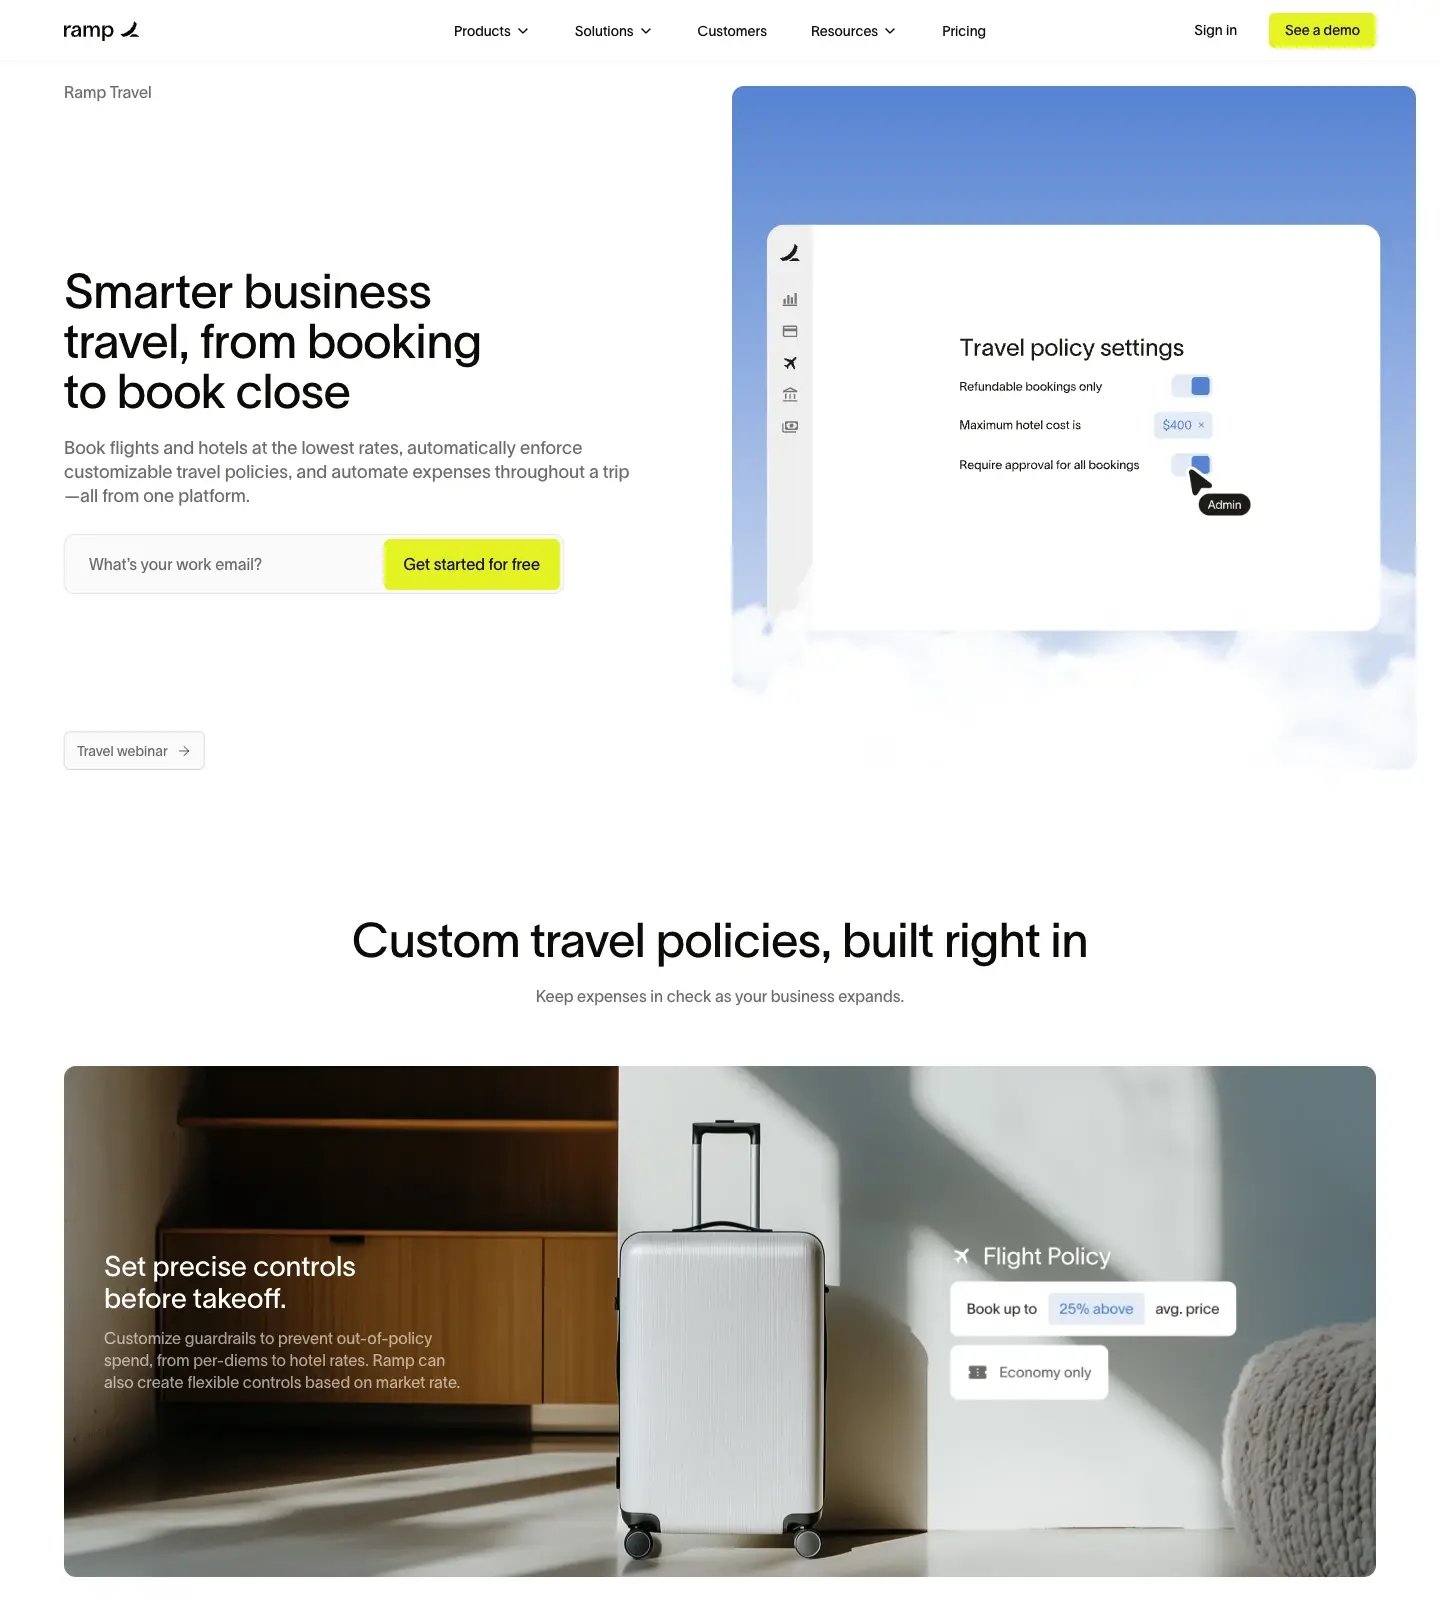 ramp
Products
Solutions
Customers
Resources
Pricing
Sign in
See a demo
Ramp Travel
Smarter business
travel, from booking
to book close
Book flights and hotels at the lowest rates, automatically enforce
customizable travel policies, and automate expenses throughout a trip
—all from one platform.
What's your work email?
Get started for free
Travel webinar →
Travel policy settings
Refundable bookings only
Maximum hotel cost is $400 ×
Require approval for all bookings
Admin
Custom travel policies, built right in
Keep expenses in check as your business expands.
Set precise controls
before takeoff.
Customize guardrails to prevent out-of-policy
spend, from per-diems to hotel rates. Ramp can
also create flexible controls based on market rate.
Flight Policy
Book up to 25% above avg. price
Economy only